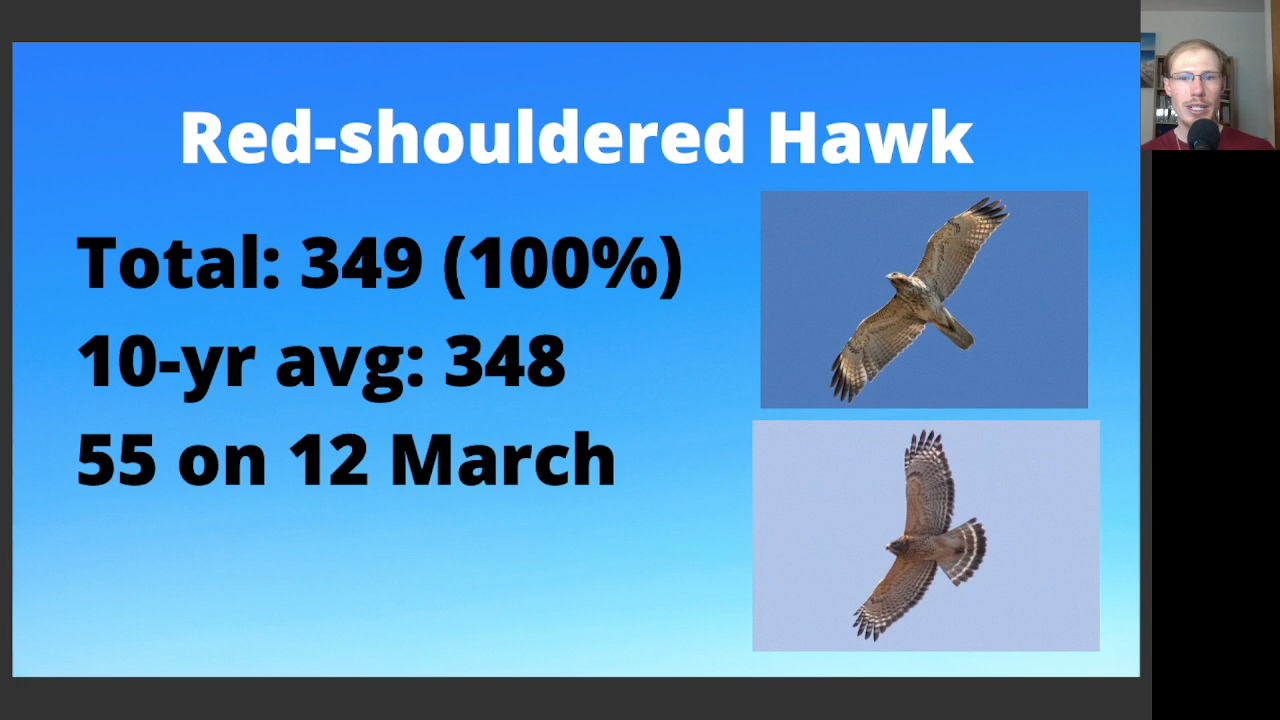 Red-shouldered Hawk
Total: 349 (100%)
10-yr avg: 348
55 on 12 March